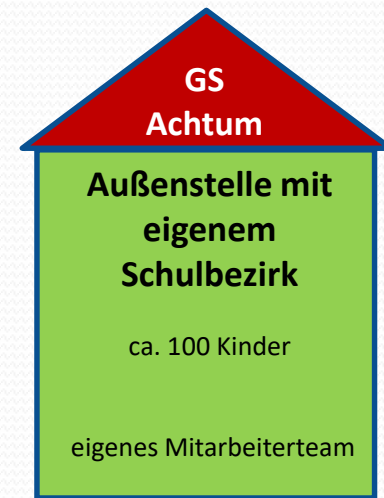 GS
Achtum
Außenstelle mit
eigenem
Schulbezirk
ca. 100 Kinder
eigenes Mitarbeiterteam